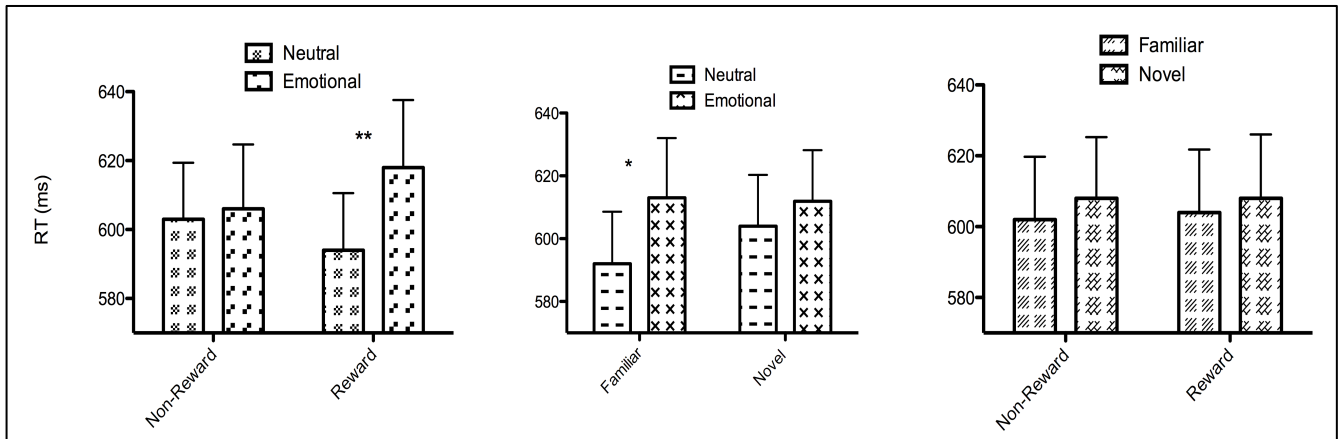 Neutral
Emotional
640
620
600
580
RT (ms)
**
Non-Reward
Reward
Neutral
Emotional
640
620
600
580
*
Familiar
Novel
Familiar
Novel
640
620
600
580
Non-Reward
Reward